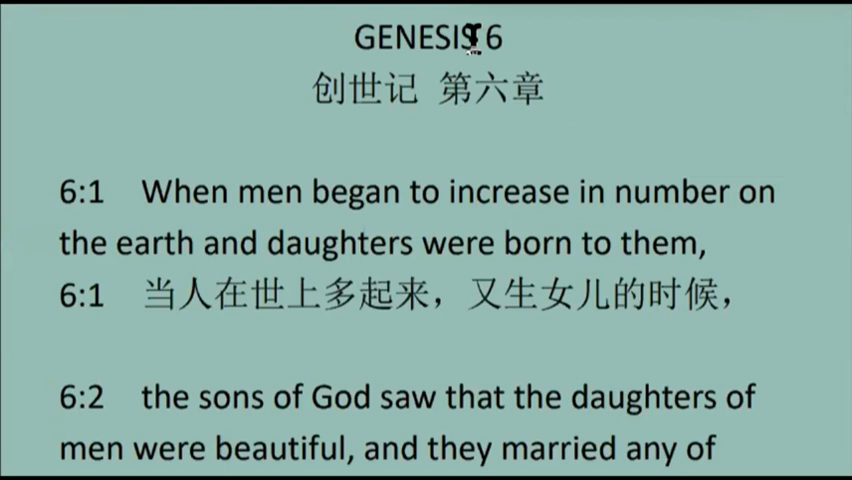 GENESIS 6
创世记 第六章
6:1 When men began to increase in number on
the earth and daughters were born to them,
6:1 当人在世上多起来，又生女儿的时候，
6:2 the sons of God saw that the daughters of
men were beautiful, and they married any of